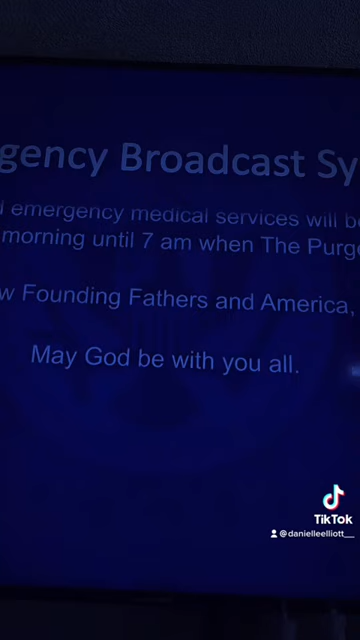 gency Broadcast Sy
emergency medical services will be
morning until 7 am when The Purge
w Founding Fathers and America,
May God be with you all.
TikTok
@danielleelliott__